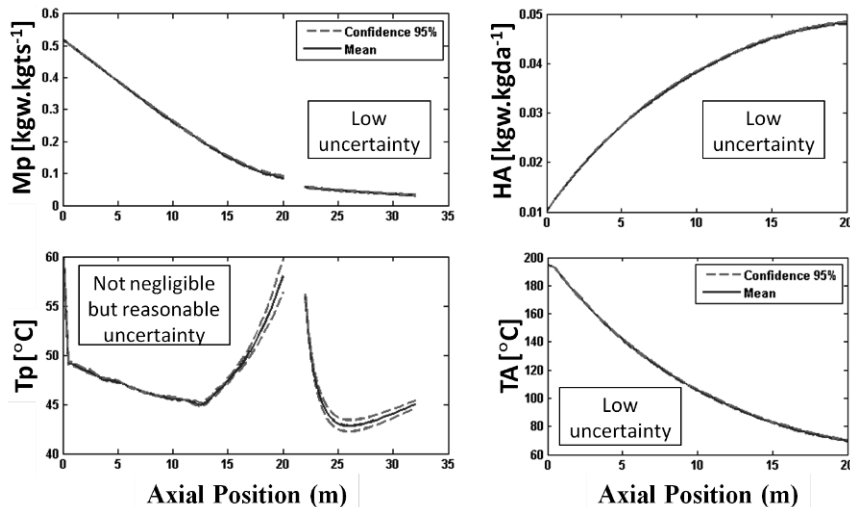 Mp [kgw.kgts-1]
0.6
0.5
0.4
0.3
0.2
0.1
0
Confidence 95%
Mean
Low
uncertainty
0 5 10 15 20 25 30 35
HA [kgw.kgda-1]
0.05
0.04
0.03
0.02
0.01
Low
uncertainty
0 5 10 15 20
Tp [°C]
60
55
50
45
40
Not negligible
but reasonable
uncertainty
0 5 10 15 20 25 30 35
Axial Position (m)
TA [°C]
200
180
160
140
120
100
80
60
Confidence 95%
Mean
Low
uncertainty
0 5 10 15 20
Axial Position (m)